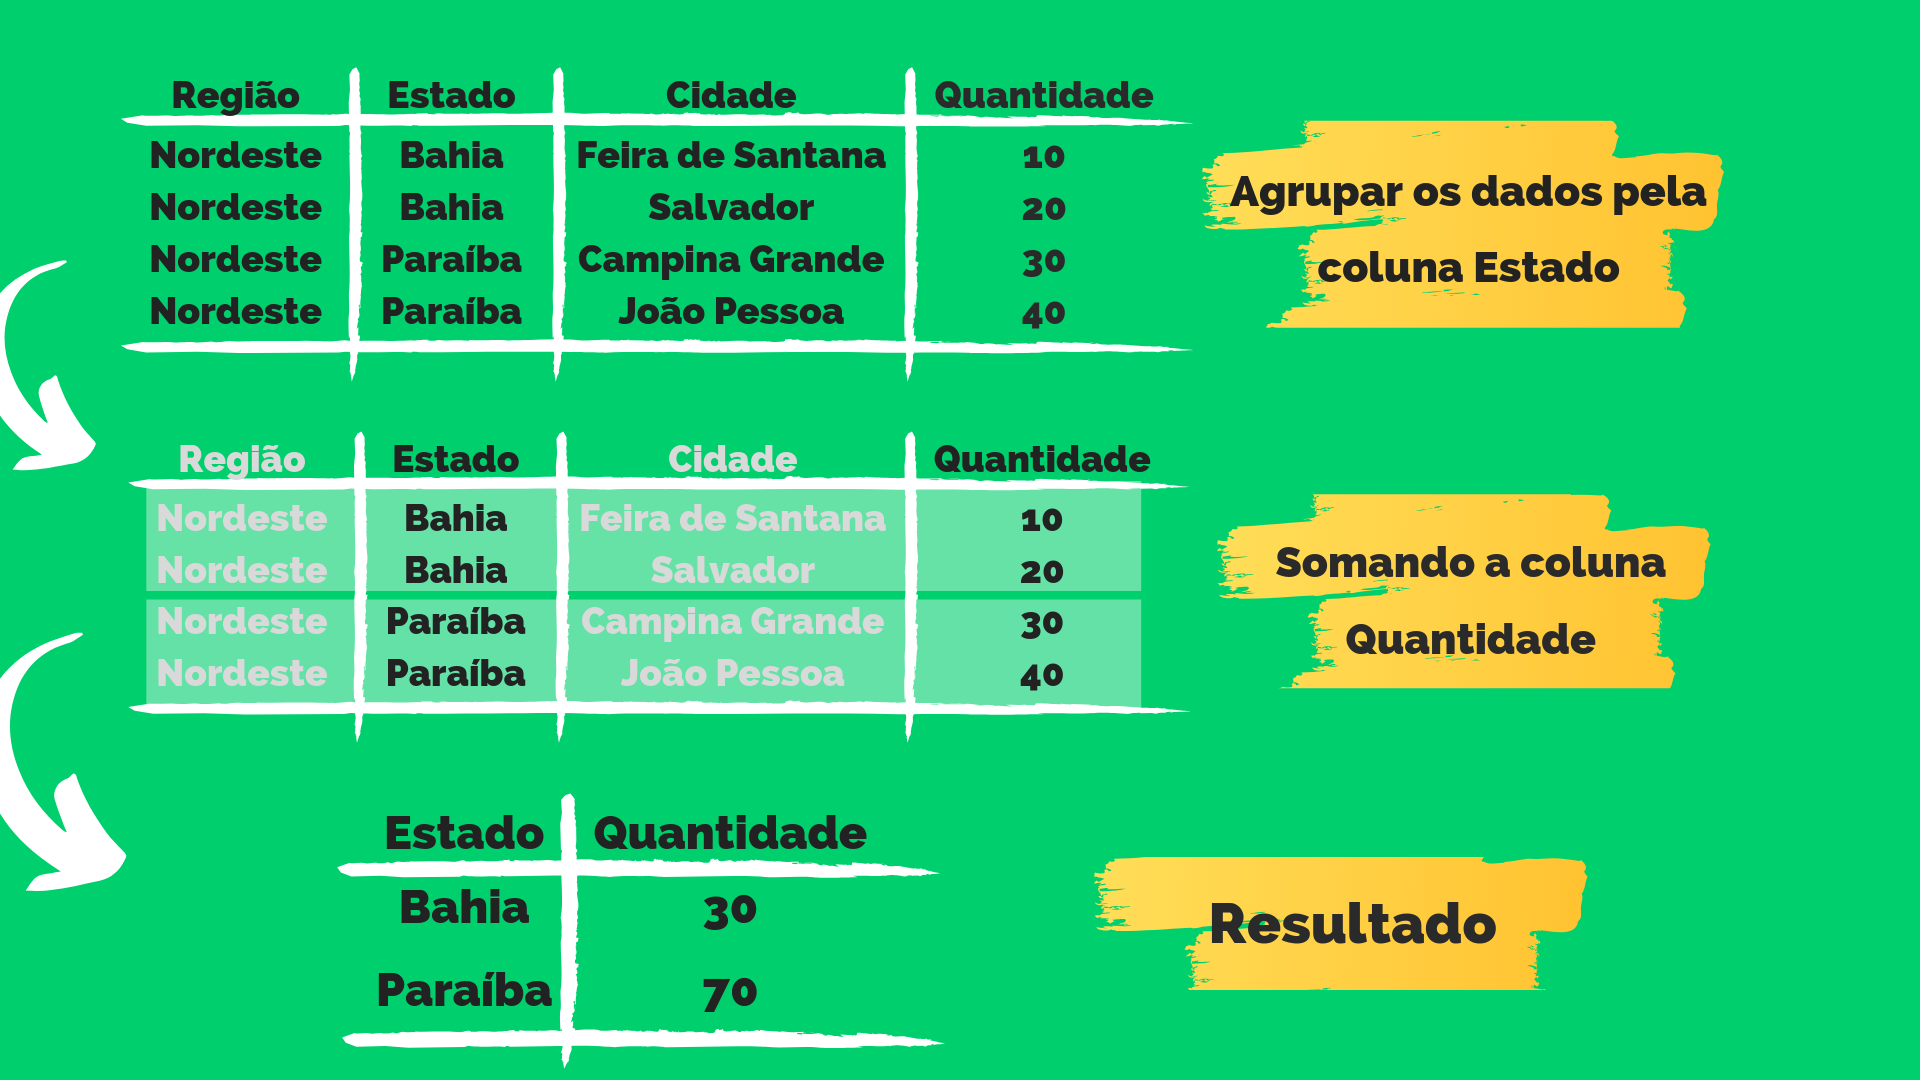 Região Estado Cidade Quantidade
Nordeste Bahia Feira de Santana 10
Nordeste Bahia Salvador 20
Nordeste Paraíba Campina Grande 30
Nordeste Paraíba João Pessoa 40
Agrupar os dados pela
coluna Estado
Região Estado Cidade Quantidade
Nordeste Bahia Feira de Santana 10
Nordeste Bahia Salvador 20
Nordeste Paraíba Campina Grande 30
Nordeste Paraíba João Pessoa 40
Somando a coluna
Quantidade
Estado Quantidade
Bahia 30
Paraíba 70
Resultado